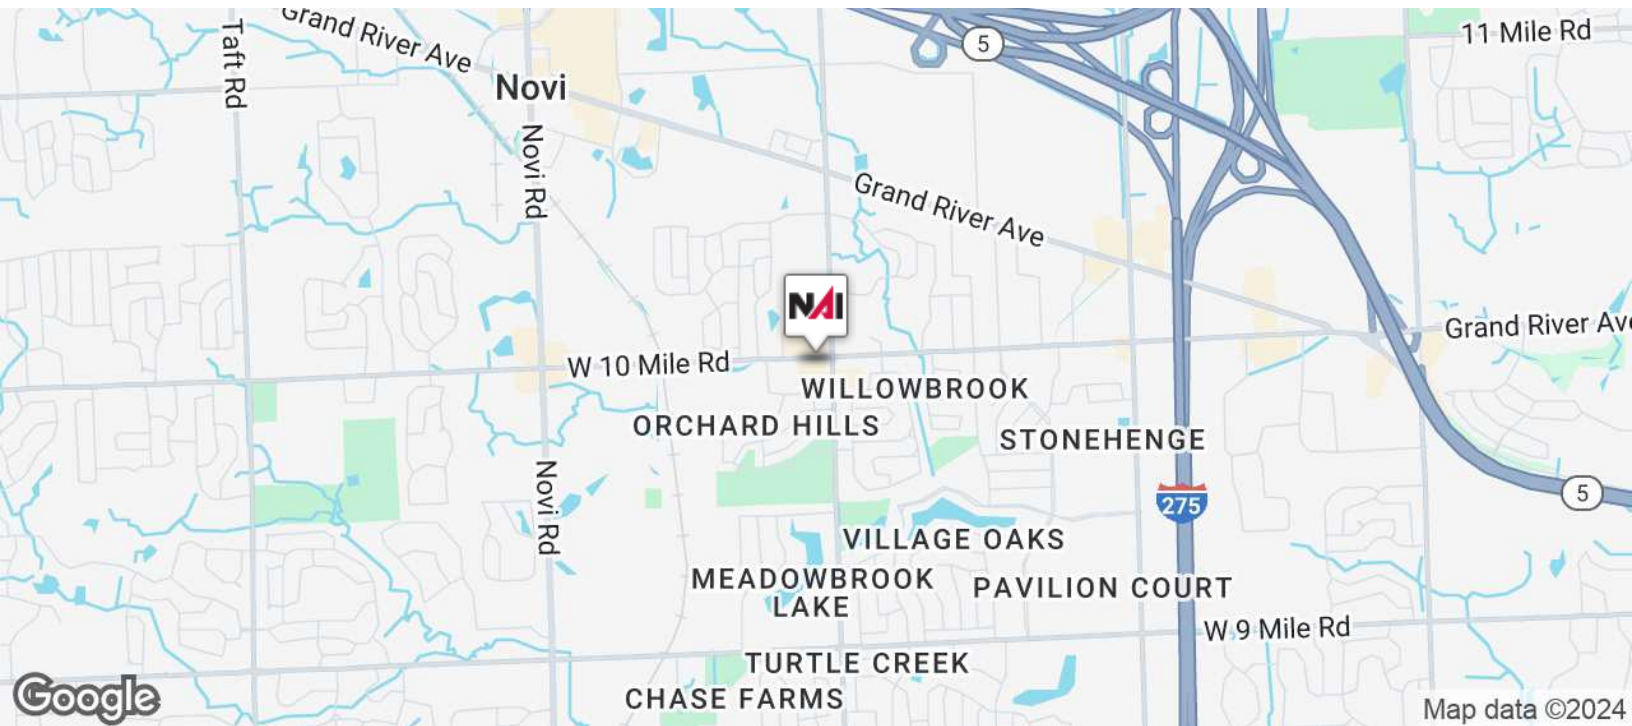 Grand River Ave
Taft Rd
5
11 Mile Rd
Novi
Novi Rd
Grand River Ave
NAI
Grand River Ave
W 10 Mile Rd
WILLOWBROOK
ORCHARD HILLS
STONEHENGE
Novi Rd
275
5
VILLAGE OAKS
MEADOWBROOK
LAKE
PAVILION COURT
W 9 Mile Rd
TURTLE CREEK
CHASE FARMS
Google
Map data ©2024